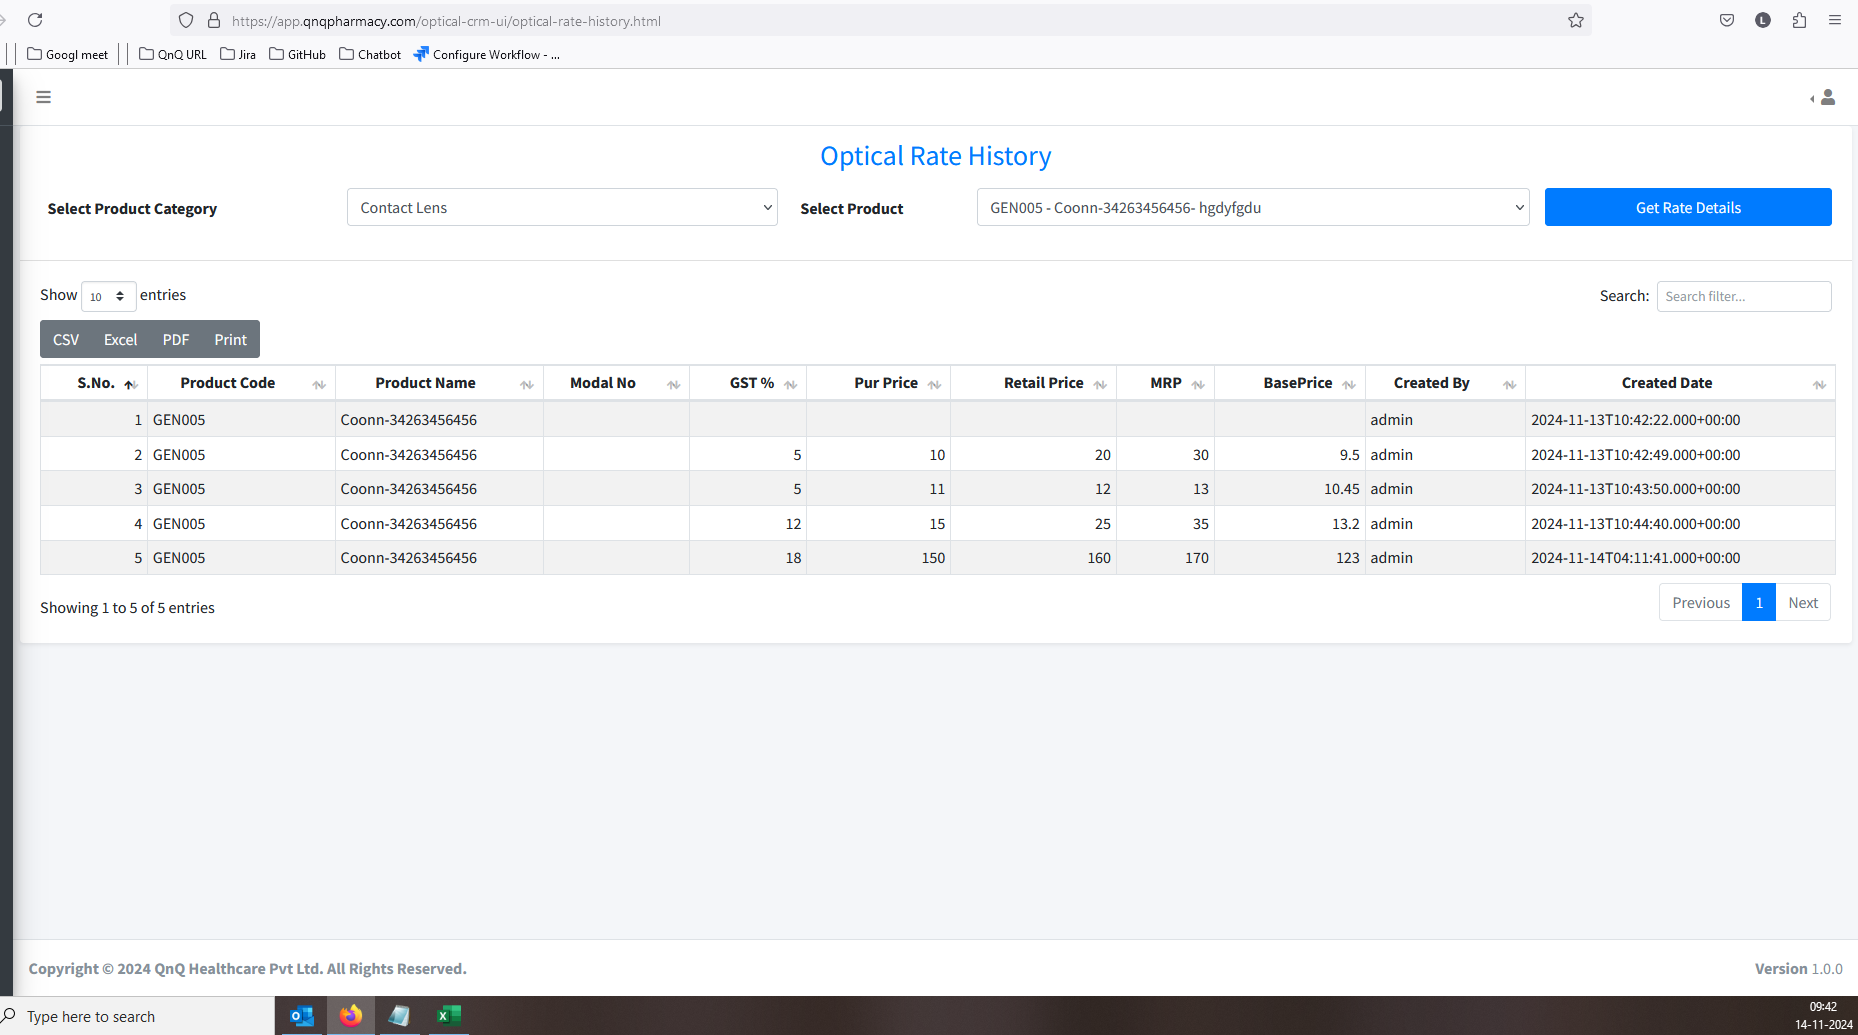 https://app.qnqpharmacy.com/optical-crm-ui/optical-rate-history.html
L
Googl meet QnQ URL Jira GitHub Chatbot Configure Workflow - ...
Optical Rate History
Select Product Category Contact Lens Select Product GEN005 - Coonn-34263456456- hgdyfgdu Get Rate Details
Show 10 entries Search: Search filter...
CSV Excel PDF Print
S.No. Product Code Product Name Modal No GST % Pur Price Retail Price MRP BasePrice Created By Created Date
1 GEN005 Coonn-34263456456 admin 2024-11-13T10:42:22.000+00:00
2 GEN005 Coonn-34263456456 5 10 20 30 9.5 admin 2024-11-13T10:42:49.000+00:00
3 GEN005 Coonn-34263456456 5 11 12 13 10.45 admin 2024-11-13T10:43:50.000+00:00
4 GEN005 Coonn-34263456456 12 15 25 35 13.2 admin 2024-11-13T10:44:40.000+00:00
5 GEN005 Coonn-34263456456 18 150 160 170 123 admin 2024-11-14T04:11:41.000+00:00
Showing 1 to 5 of 5 entries Previous 1 Next
Copyright © 2024 QnQ Healthcare Pvt Ltd. All Rights Reserved. Version 1.0.0
Type here to search
09:42
14-11-2024